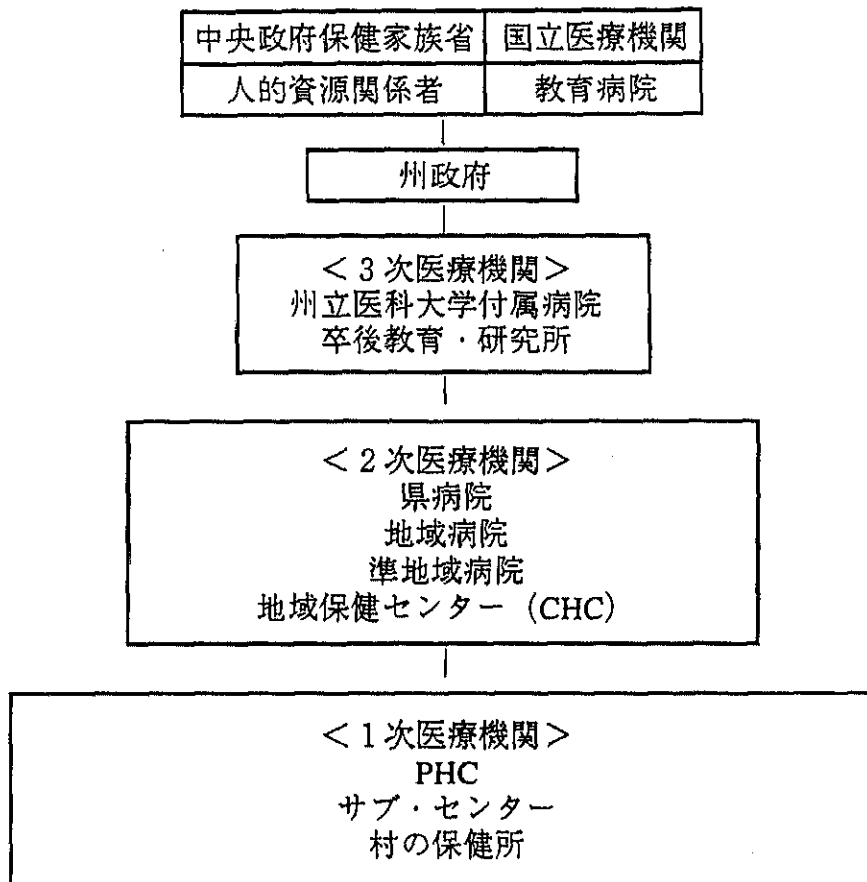 中央政府保健家族省 国立医療機関
人的資源関係者 教育病院
州政府
＜3次医療機関＞
州立医科大学付属病院
卒後教育・研究所
＜2次医療機関＞
県病院
地域病院
準地域病院
地域保健センター（CHC）
＜1次医療機関＞
PHC
サブ・センター
村の保健所